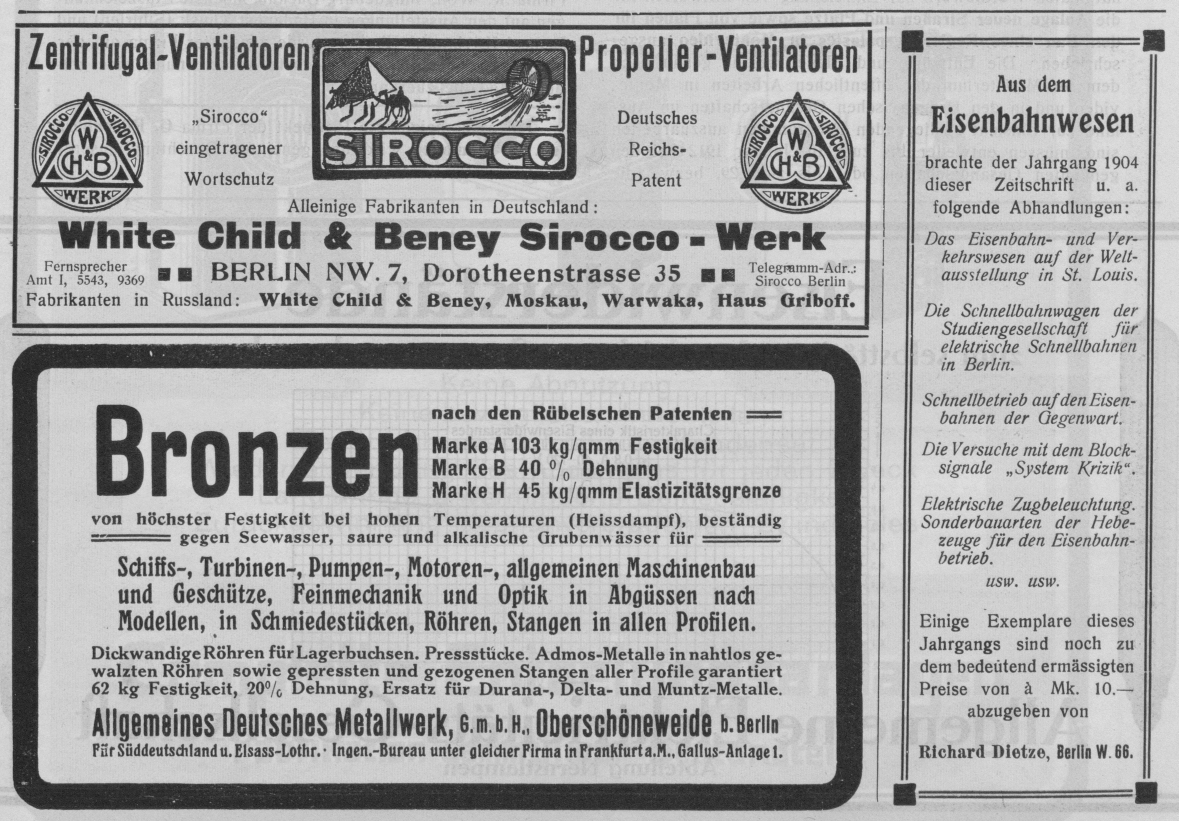 Zentrifugal-Ventilatoren
SIROCCO
Propeller-Ventilatoren
SIROCCO SIROCCO
W
CH&B
WERK
„Sirocco“
eingetragener
Wortschutz
Deutsches
Reichs-
Patent
SIROCCO SIROCCO
W
CH&B
WERK
Alleinige Fabrikanten in Deutschland:
White Child & Beney Sirocco-Werk
Fernsprecher
Amt I, 5543, 9369
BERLIN NW. 7, Dorotheenstrasse 35
Telegramm-Adr.:
Sirocco Berlin
Fabrikanten in Russland: White Child & Beney, Moskau, Warwaka, Haus Griboff.
Bronzen
nach den Rübelschen Patenten
Marke A 103 kg/qmm Festigkeit
Marke B 40 % Dehnung
Marke H 45 kg/qmm Elastizitätsgrenze
von höchster Festigkeit bei hohen Temperaturen (Heissdampf), beständig
gegen Seewasser, saure und alkalische Grubenwässer für
Schiffs-, Turbinen-, Pumpen-, Motoren-, allgemeinen Maschinenbau
und Geschütze, Feinmechanik und Optik in Abgüssen nach
Modellen, in Schmiedestücken, Röhren, Stangen in allen Profilen.
Dickwandige Röhren für Lagerbuchsen. Pressstücke. Admos-Metalle in nahtlos ge-
walzten Röhren sowie gepressten und gezogenen Stangen aller Profile garantiert
62 kg Festigkeit, 20% Dehnung, Ersatz für Durana-, Delta- und Muntz-Metalle.
Allgemeines Deutsches Metallwerk, G.m.b.H., Oberschöneweide b. Berlin
Für Süddeutschland u. Elsass-Lothr. · Ingen.-Bureau unter gleicher Firma in Frankfurt a.M., Gallus-Anlage 1.
Aus dem
Eisenbahnwesen
brachte der Jahrgang 1904
dieser Zeitschrift u. a.
folgende Abhandlungen:
Das Eisenbahn- und Ver-
kehrswesen auf der Welt-
ausstellung in St. Louis.
Die Schnellbahnwagen der
Studiengesellschaft für
elektrische Schnellbahnen
in Berlin.
Schnellbetrieb auf den Eisen-
bahnen der Gegenwart.
Die Versuche mit dem Block-
signale „System Krizik“.
Elektrische Zugbeleuchtung.
Sonderbauarten der Hebe-
zeuge für den Eisenbahn-
betrieb.
usw. usw.
Einige Exemplare dieses
Jahrgangs sind noch zu
dem bedeutend ermässigten
Preise von à Mk. 10.—
abzugeben von
Richard Dietze, Berlin W. 66.